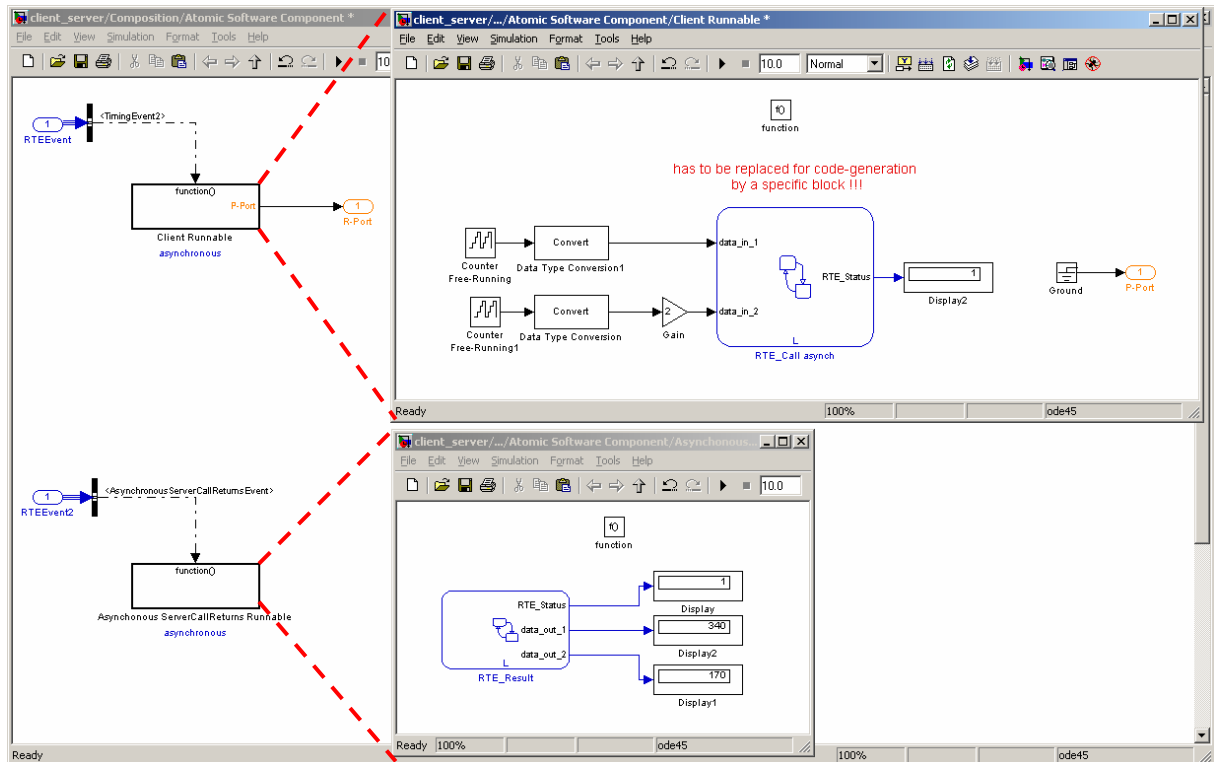 client_server/Composition/Atomic Software Component *
File Edit View Simulation Format Tools Help
10
1
RTEEvent
<TimingEvent2>
function()
P-Port
Client Runnable
asynchronous
1
R-Port
1
RTEEvent2
<AsynchronousServerCallReturnsEvent>
function()
Asynchonous ServerCallReturns Runnable
asynchronous
Ready
100%
ode45
client_server/.../Atomic Software Component/Client Runnable *
File Edit View Simulation Format Tools Help
10.0
Normal
f()
function
has to be replaced for code-generation
by a specific block !!!
Counter
Free-Running
Convert
Data Type Conversion1
Counter
Free-Running1
Convert
Data Type Conversion
2
Gain
data_in_1
data_in_2
RTE_Status
L
RTE_Call asynch
1
Display2
Ground
1
P-Port
Ready
100%
ode45
client_server/.../Atomic Software Component/Asynchonous...
File Edit View Simulation Format Tools Help
10.0
f()
function
RTE_Status
data_out_1
data_out_2
L
RTE_Result
1
Display
340
Display2
170
Display1
Ready
100%
ode45